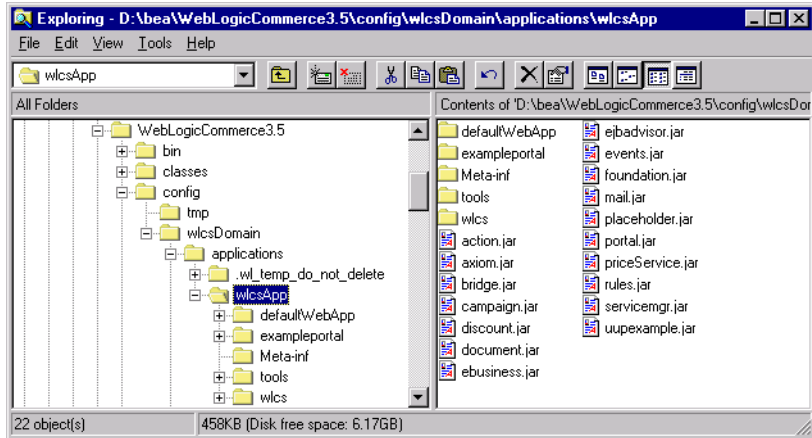 Exploring - D:\bea\WebLogicCommerce3.5\config\wlcsDomain\applications\wlcsApp
File Edit View Tools Help
wlcsApp
All Folders
WebLogicCommerce3.5
bin
classes
config
tmp
wlcsDomain
applications
.wl_temp_do_not_delete
wlcsApp
defaultWebApp
exampleportal
Meta-inf
tools
wlcs
Contents of 'D:\bea\WebLogicCommerce3.5\config\wlcsDor
defaultWebApp
exampleportal
Meta-inf
tools
wlcs
action.jar
axiom.jar
bridge.jar
campaign.jar
discount.jar
document.jar
ebusiness.jar
ejbadvisor.jar
events.jar
foundation.jar
mail.jar
placeholder.jar
portal.jar
priceService.jar
rules.jar
servicemgr.jar
uupexample.jar
22 object(s)
458KB (Disk free space: 6.17GB)